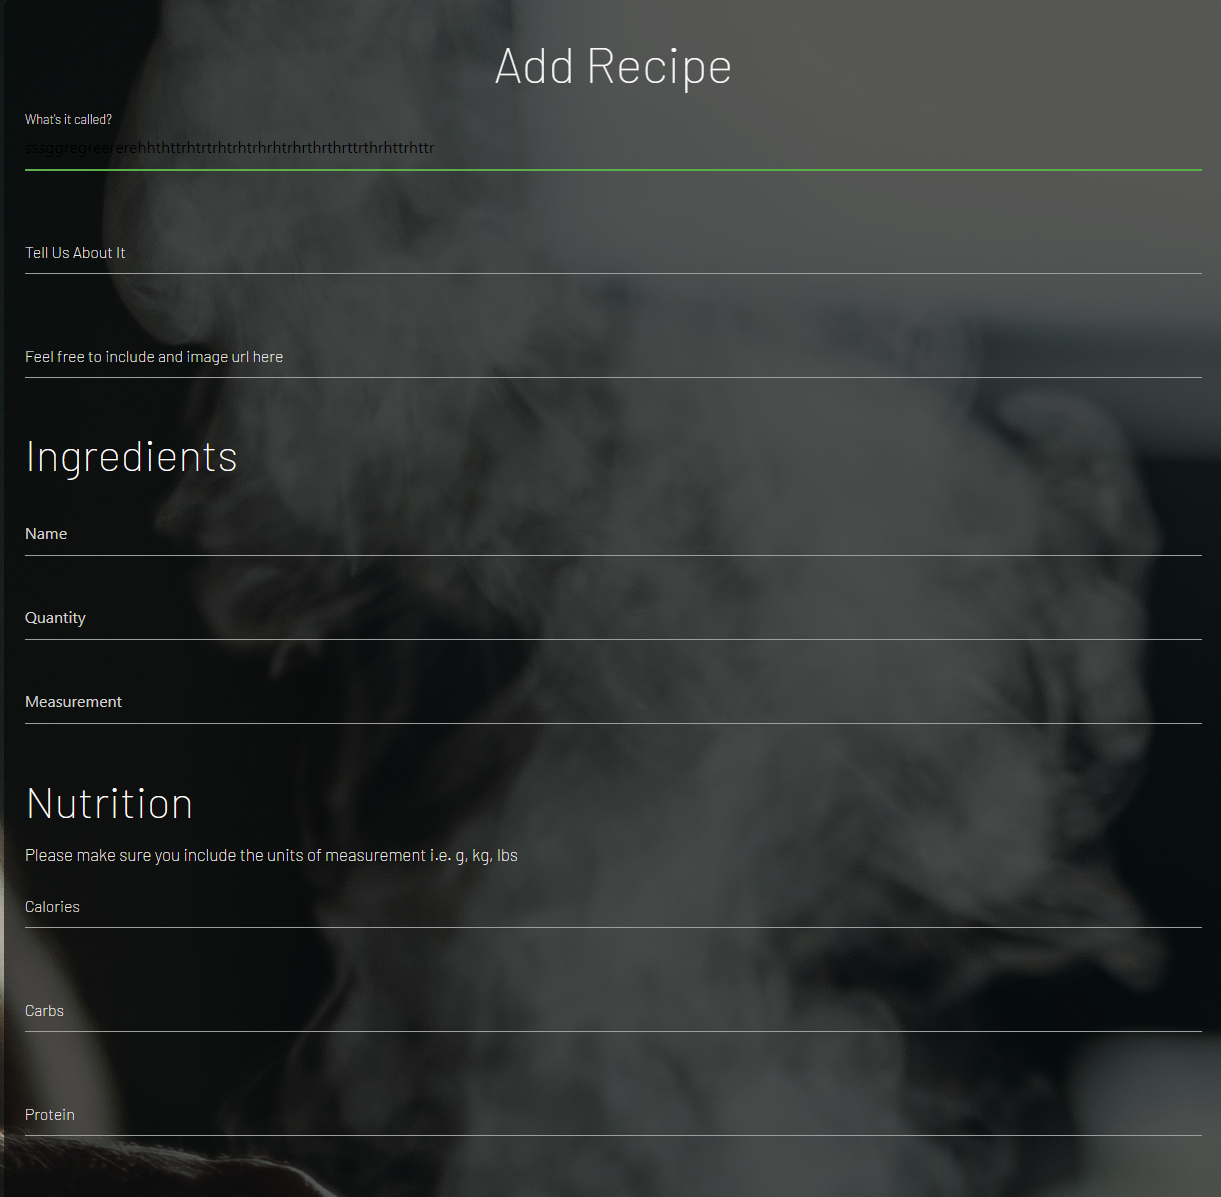 Add Recipe
What's it called?
Tell Us About It
Feel free to include and image url here
Ingredients
Name
Quantity
Measurement
Nutrition
Please make sure you include the units of measurement i.e. g, kg, lbs
Calories
Carbs
Protein